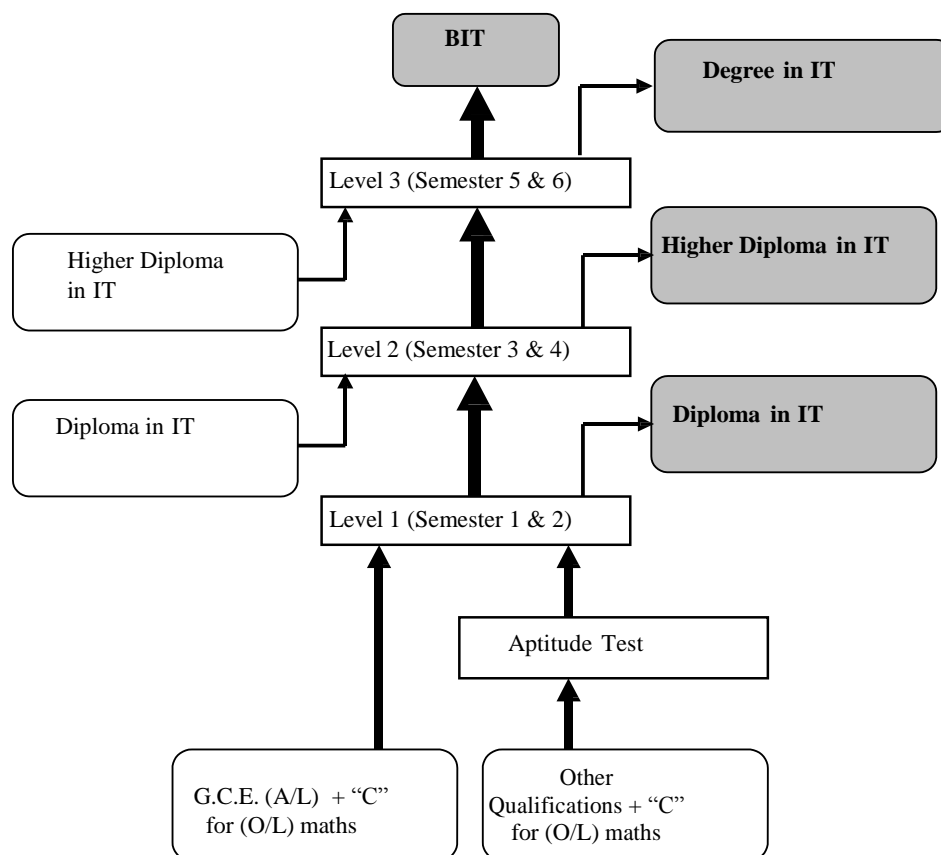 BIT
Degree in IT
Level 3 (Semester 5 & 6)
Higher Diploma
in IT
Higher Diploma in IT
Level 2 (Semester 3 & 4)
Diploma in IT
Diploma in IT
Level 1 (Semester 1 & 2)
Aptitude Test
G.C.E. (A/L) + “C”
for (O/L) maths
Other
Qualifications + “C”
for (O/L) maths